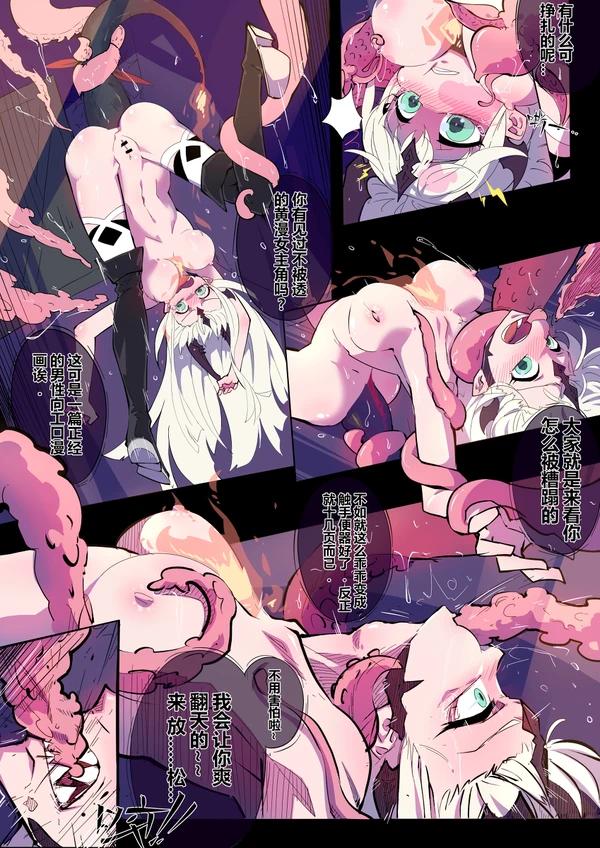 有什么可
挣扎的呢…
你有见过不被透
的黄漫女主角吗？
这可是一篇正经
的男性向工口漫
画诶．
大家就是来看你
怎么被糟蹋的
不如就这么乖乖变成
触手便器好了．反正
就十几页而已．
不用害怕啦~
我会让你爽
翻天的~~
来放……松